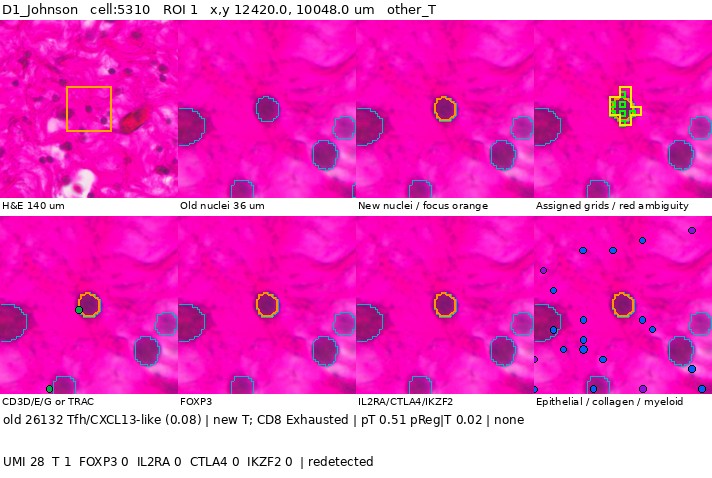 D1_Johnson cell:5310 ROI 1 x,y 12420.0, 10048.0 um other_T
H&E 140 um
Old nuclei 36 um
New nuclei / focus orange
Assigned grids / red ambiguity
CD3D/E/G or TRAC
FOXP3
IL2RA/CTLA4/IKZF2
Epithelial / collagen / myeloid
old 26132 Tfh/CXCL13-like (0.08) | new T; CD8 Exhausted | pT 0.51 pReg|T 0.02 | none
UMI 28 T 1 FOXP3 0 IL2RA 0 CTLA4 0 IKZF2 0 | redetected